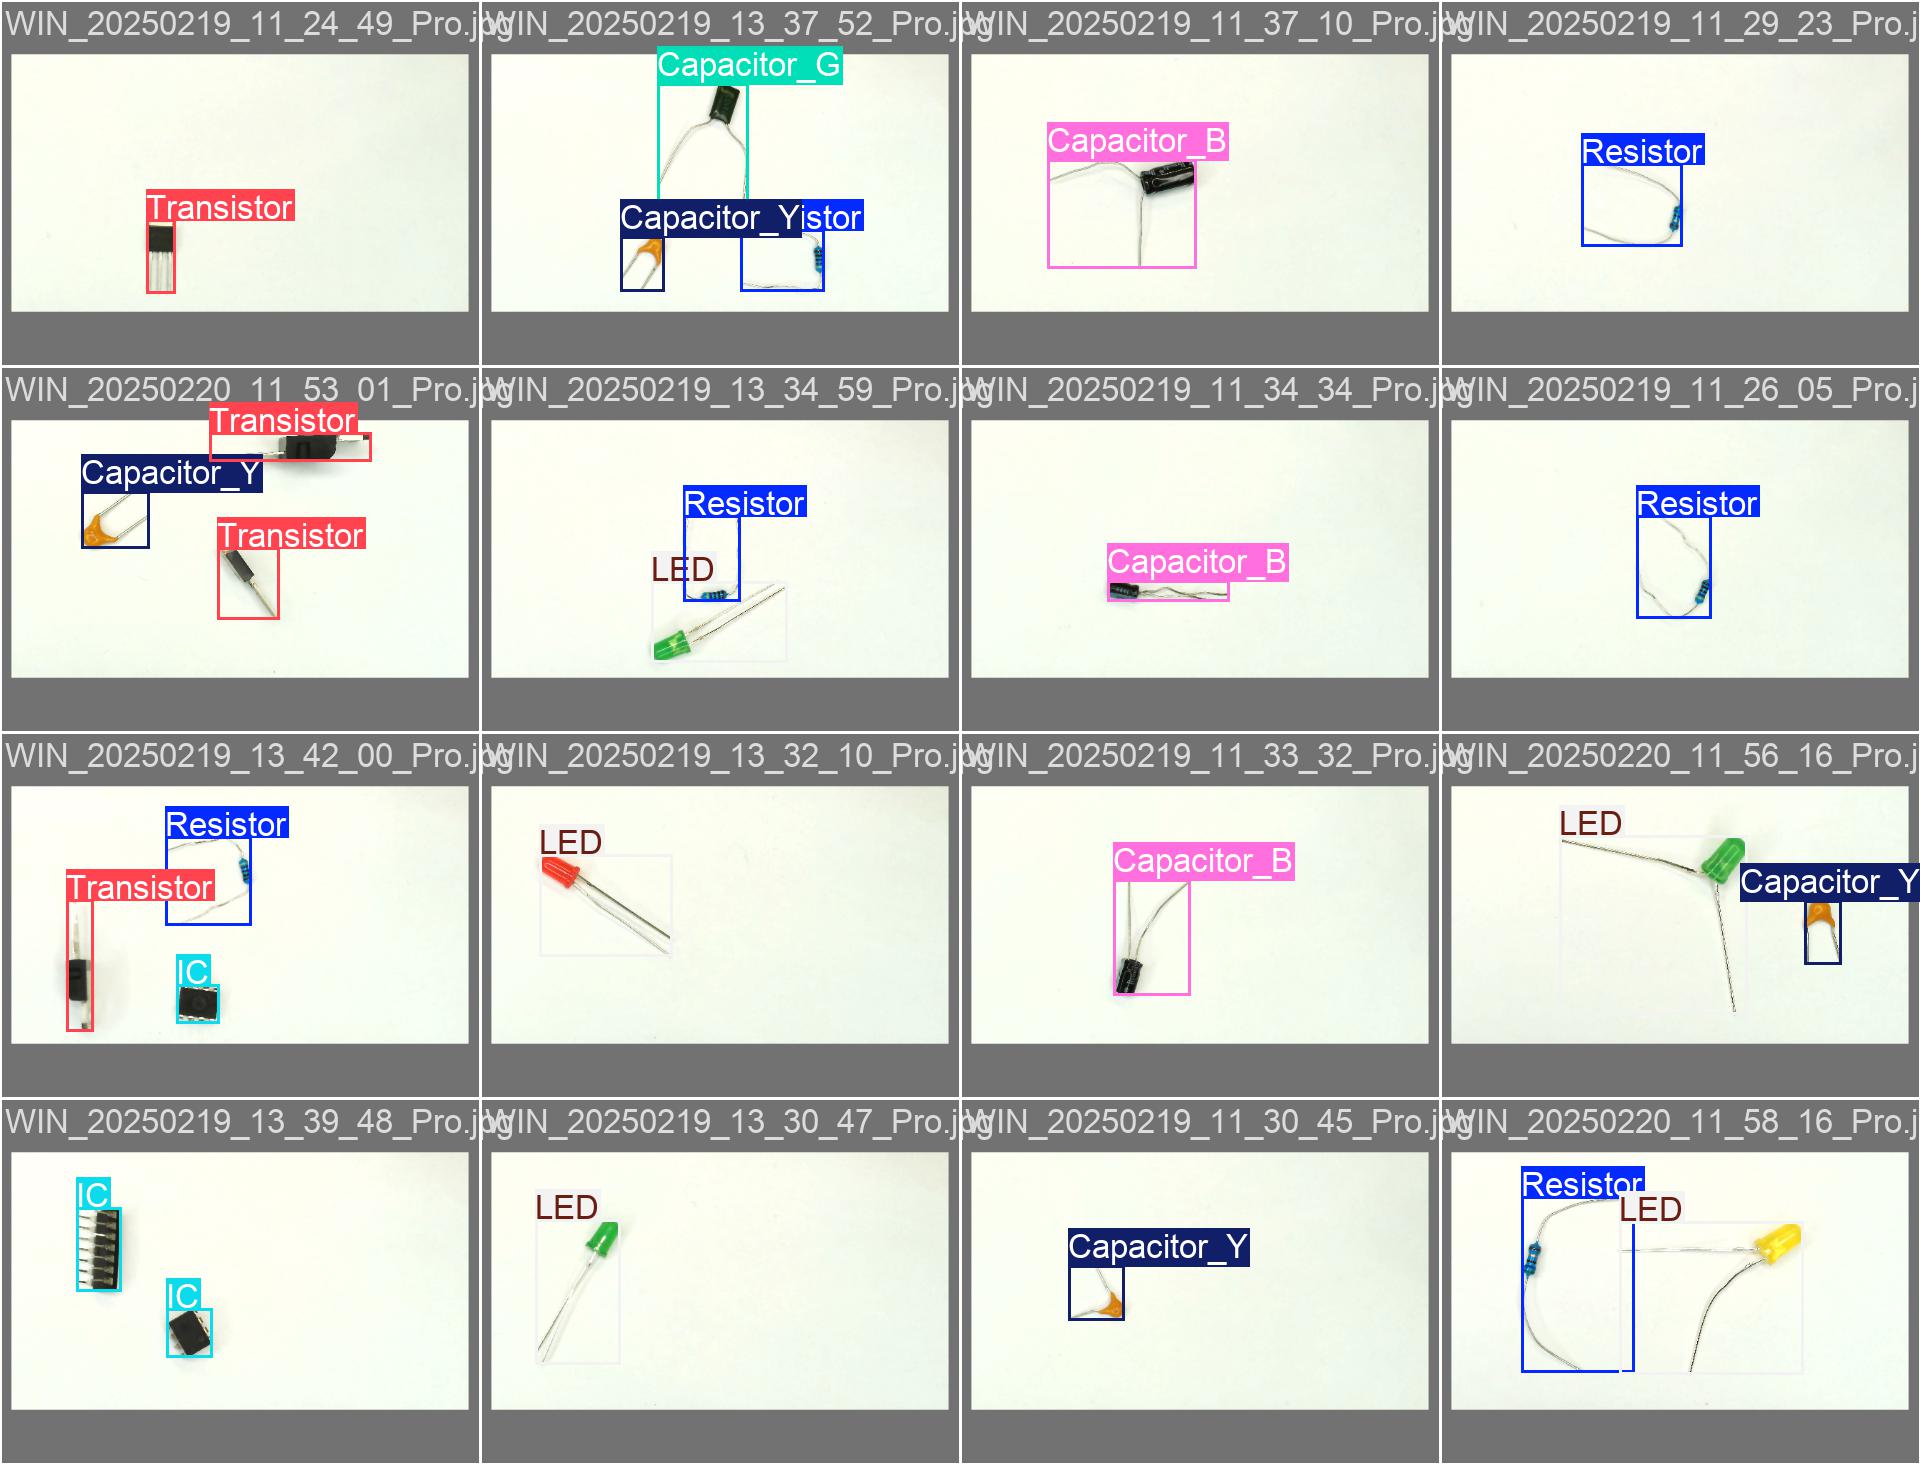 WIN_20250219_11_24_49_Pro.jpg
WIN_20250219_13_37_52_Pro.jpg
WIN_20250219_11_37_10_Pro.jpg
WIN_20250219_11_29_23_Pro.j
Transistor
Capacitor_G
Capacitor_Y
istor
Capacitor_B
Resistor
WIN_20250220_11_53_01_Pro.jpg
WIN_20250219_13_34_59_Pro.jpg
WIN_20250219_11_34_34_Pro.jpg
WIN_20250219_11_26_05_Pro.j
Transistor
Capacitor_Y
Transistor
Resistor
LED
Capacitor_B
Resistor
WIN_20250219_13_42_00_Pro.jpg
WIN_20250219_13_32_10_Pro.jpg
WIN_20250219_11_33_32_Pro.jpg
WIN_20250220_11_56_16_Pro.j
Resistor
Transistor
IC
LED
Capacitor_B
LED
Capacitor_Y
WIN_20250219_13_39_48_Pro.jpg
WIN_20250219_13_30_47_Pro.jpg
WIN_20250219_11_30_45_Pro.jpg
WIN_20250220_11_58_16_Pro.j
IC
IC
LED
Capacitor_Y
Resistor
LED